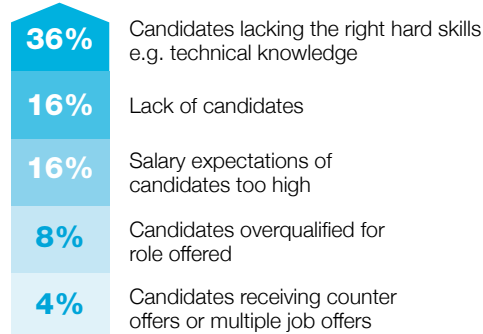 36%
Candidates lacking the right hard skills
e.g. technical knowledge
16%
Lack of candidates
16%
Salary expectations of
candidates too high
8%
Candidates overqualified for
role offered
4%
Candidates receiving counter
offers or multiple job offers